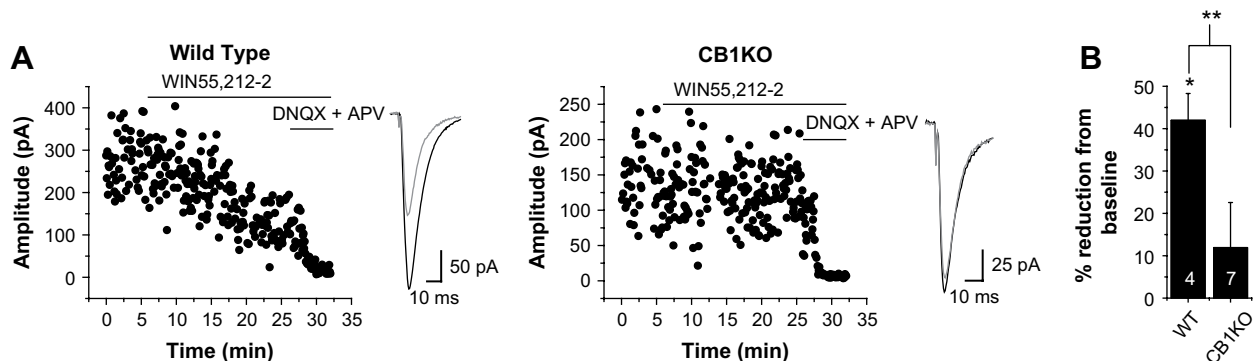 A
Wild Type
WIN55,212-2
DNQX + APV
Amplitude (pA)
400
300
200
100
0
0 5 10 15 20 25 30 35
Time (min)
50 pA
10 ms
CB1KO
WIN55,212-2
DNQX + APV
Amplitude (pA)
250
200
150
100
50
0
0 5 10 15 20 25 30 35
Time (min)
25 pA
10 ms
B
**
*
% reduction from
baseline
50
40
30
20
10
0
4 7
WT
CB1KO